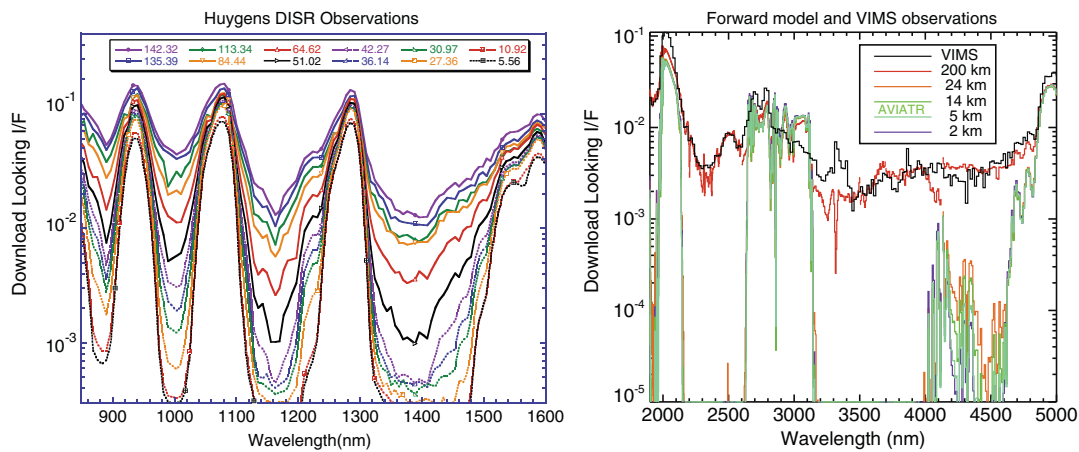 Huygens DISR Observations
142.32 113.34 64.62 42.27 30.97 10.92
135.39 84.44 51.02 36.14 27.36 5.56
Download Looking I/F
10-1
10-2
10-3
900 1000 1100 1200 1300 1400 1500 1600
Wavelength(nm)
Forward model and VIMS observations
VIMS
200 km
24 km
14 km
AVIATR 5 km
2 km
Download Looking I/F
10-1
10-2
10-3
10-4
10-5
2000 2500 3000 3500 4000 4500 5000
Wavelength (nm)